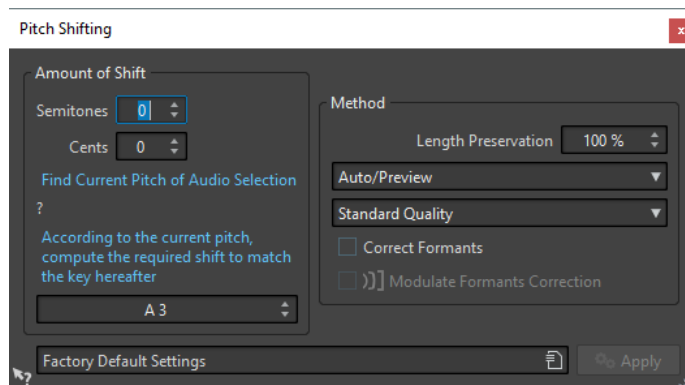 Pitch Shifting
x
Amount of Shift
Semitones 0
Cents 0
Find Current Pitch of Audio Selection
?
According to the current pitch,
compute the required shift to match
the key hereafter
A 3
Method
Length Preservation 100 %
Auto/Preview
Standard Quality
Correct Formants
Modulate Formants Correction
Factory Default Settings
Apply
?